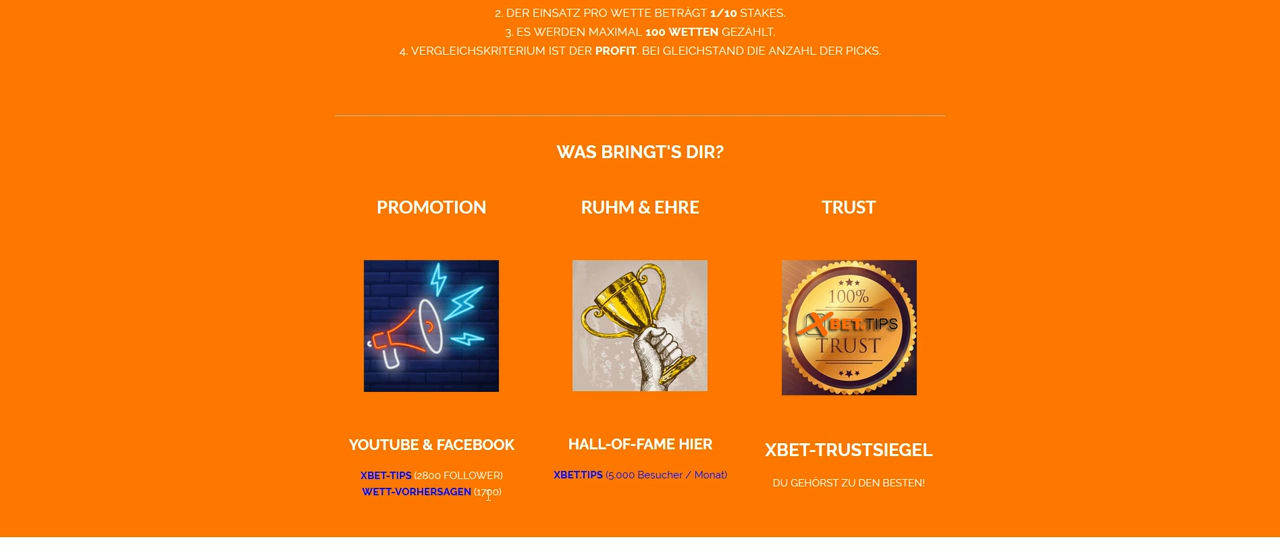 2. DER EINSATZ PRO WETTE BETRÄGT 1/10 STAKES.
3. ES WERDEN MAXIMAL 100 WETTEN GEZÄHLT.
4. VERGLEICHSKRITERIUM IST DER PROFIT. BEI GLEICHSTAND DIE ANZAHL DER PICKS.
WAS BRINGT'S DIR?
PROMOTION
RUHM & EHRE
TRUST
100%
XBET.TIPS
TRUST
YOUTUBE & FACEBOOK
HALL-OF-FAME HIER
XBET-TRUSTSIEGEL
XBET-TIPS (2800 FOLLOWER)
WETT-VORHERSAGEN (1700)
XBET.TIPS (5.000 Besucher / Monat)
DU GEHÖRST ZU DEN BESTEN!